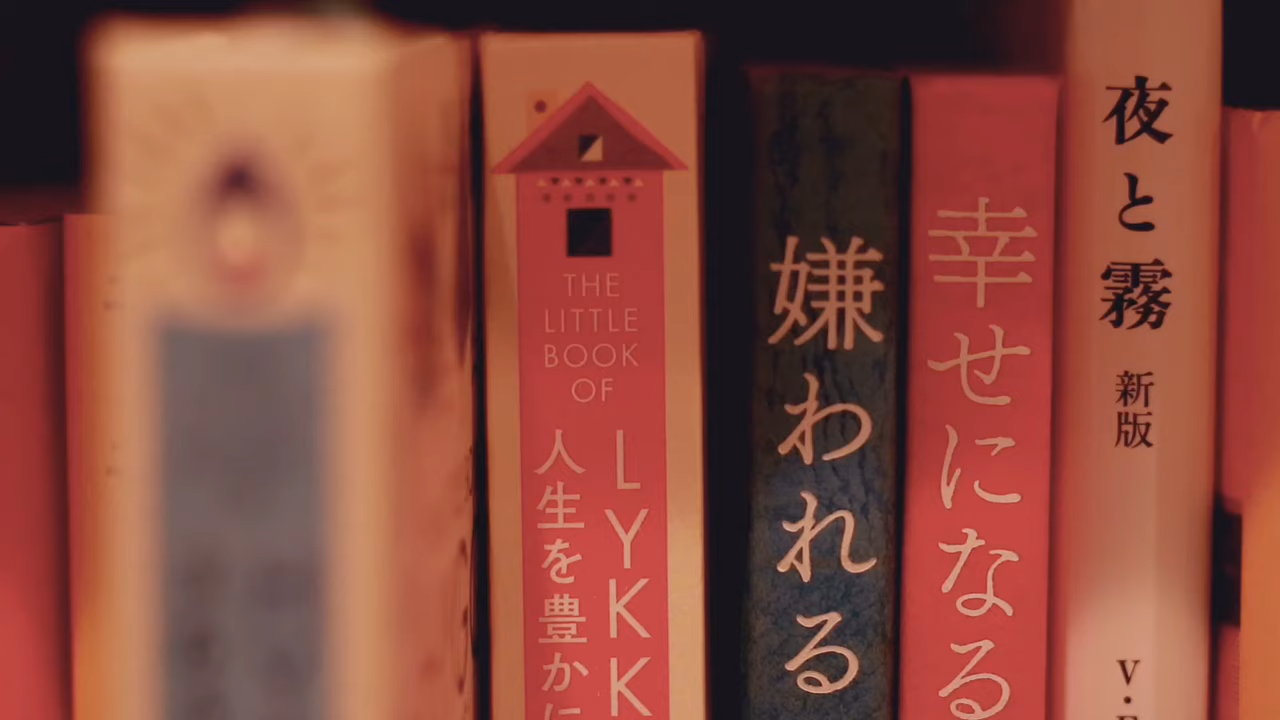 THE
LITTLE
BOOK
OF
LYKK
人生を豊かに
嫌われる
幸せになる
夜と霧
新版
V・